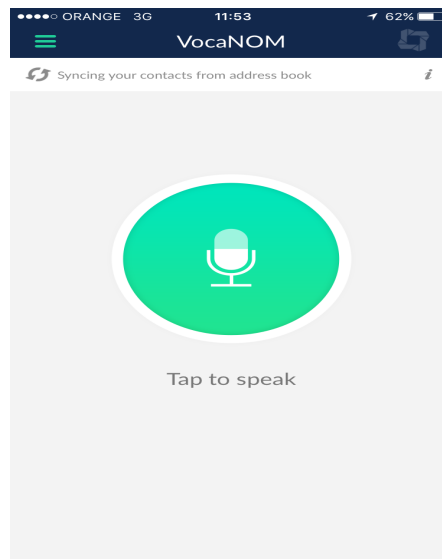 ORANGE 3G 11:53 62%
VocaNOM
Syncing your contacts from address book i
Tap to speak